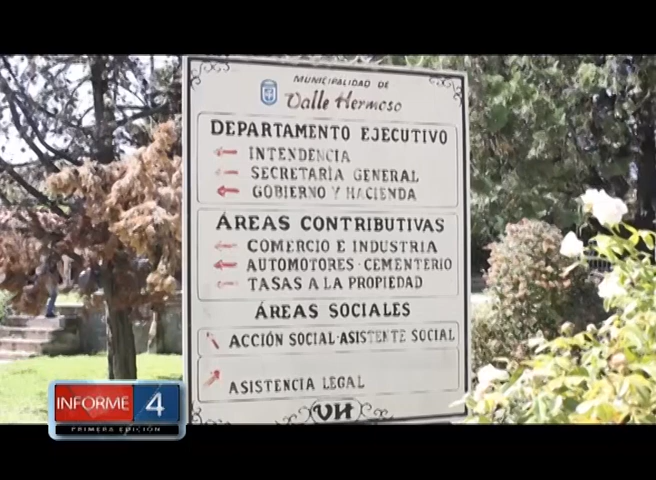 MUNICIPALIDAD DE
Valle Hermoso
DEPARTAMENTO EJECUTIVO
INTENDENCIA
SECRETARÍA GENERAL
GOBIERNO Y HACIENDA
ÁREAS CONTRIBUTIVAS
COMERCIO E INDUSTRIA
AUTOMOTORES-CEMENTERIO
TASAS A LA PROPIEDAD
ÁREAS SOCIALES
ACCIÓN SOCIAL-ASISTENTE SOCIAL
ASISTENCIA LEGAL
VH
INFORME 4
PRIMERA EDICIÓN